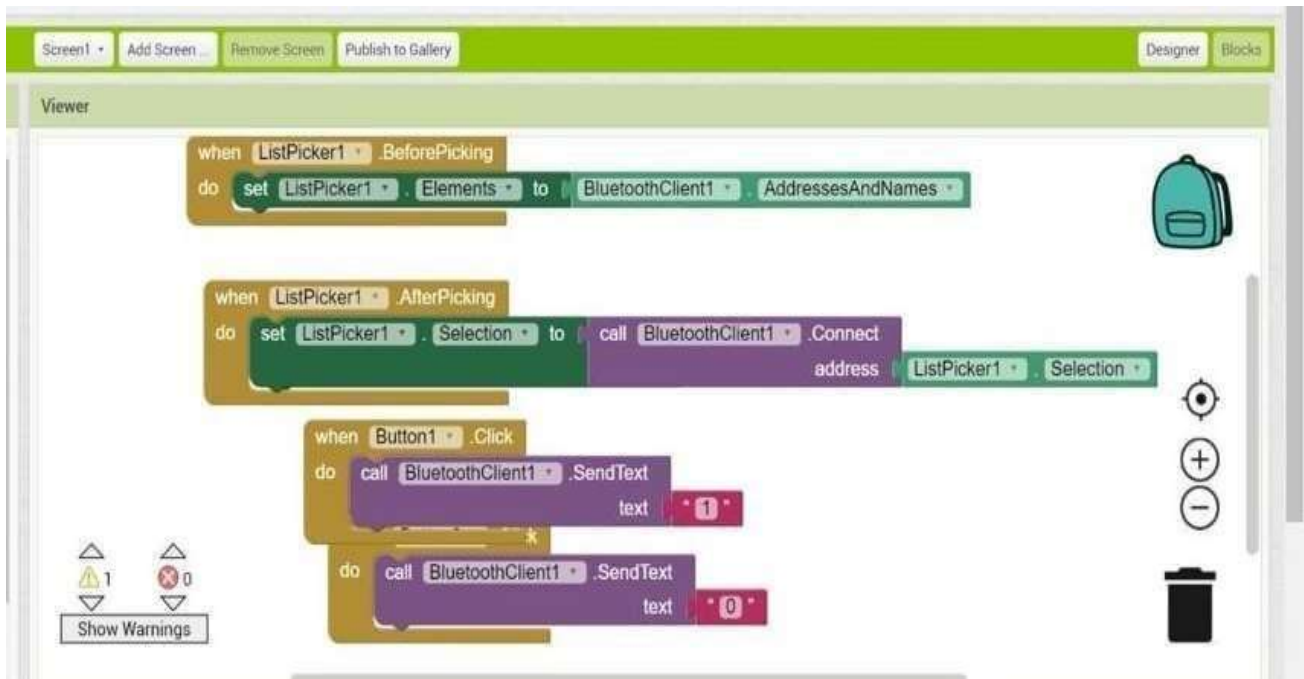 Screen1 Add Screen ... Remove Screen Publish to Gallery Designer Blocks
Viewer
when ListPicker1 .BeforePicking
do set ListPicker1 . Elements to BluetoothClient1 . AddressesAndNames
when ListPicker1 .AfterPicking
do set ListPicker1 . Selection to call BluetoothClient1 .Connect
address ListPicker1 . Selection
when Button1 .Click
do call BluetoothClient1 .SendText
text " 1 "
do call BluetoothClient1 .SendText
text " 0 "
1 0
Show Warnings